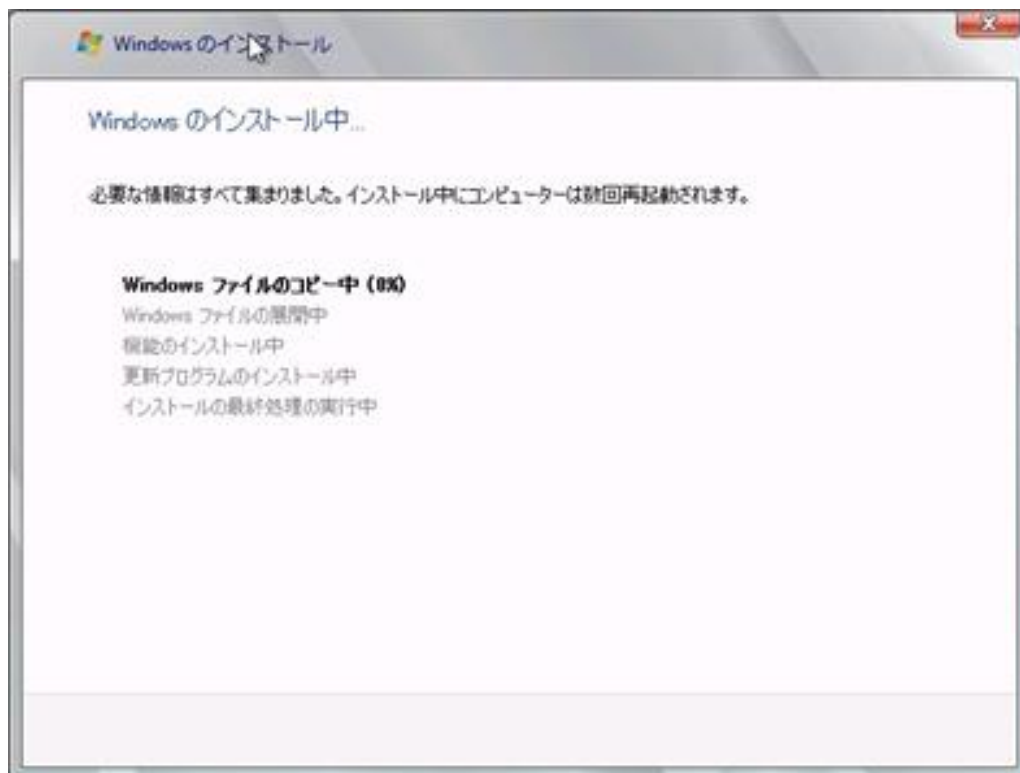 Windows のインストール
Windows のインストール中...
必要な情報はすべて集まりました。インストール中にコンピューターは数回再起動されます。
Windows ファイルのコピー中 (0%)
Windows ファイルの展開中
機能のインストール中
更新プログラムのインストール中
インストールの最終処理の実行中